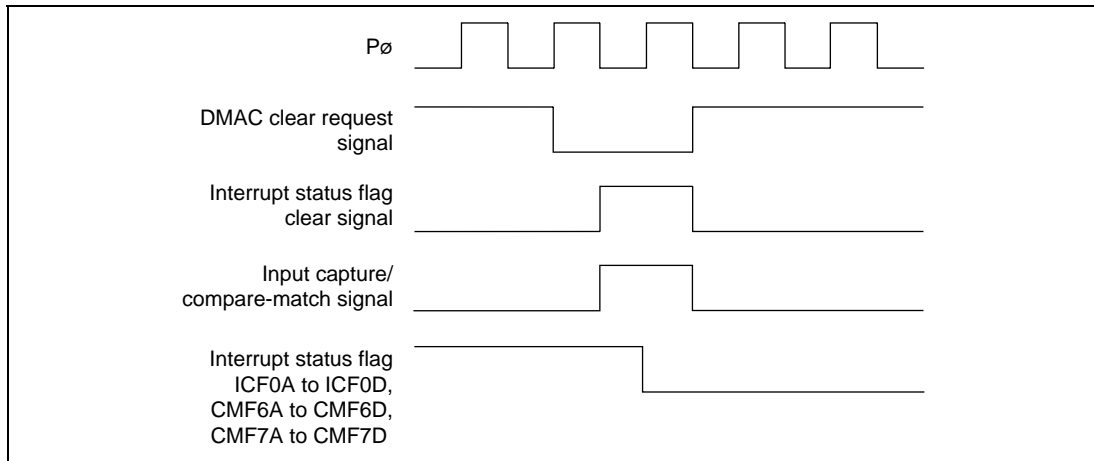 Pø
DMAC clear request
signal
Interrupt status flag
clear signal
Input capture/
compare-match signal
Interrupt status flag
ICF0A to ICF0D,
CMF6A to CMF6D,
CMF7A to CMF7D